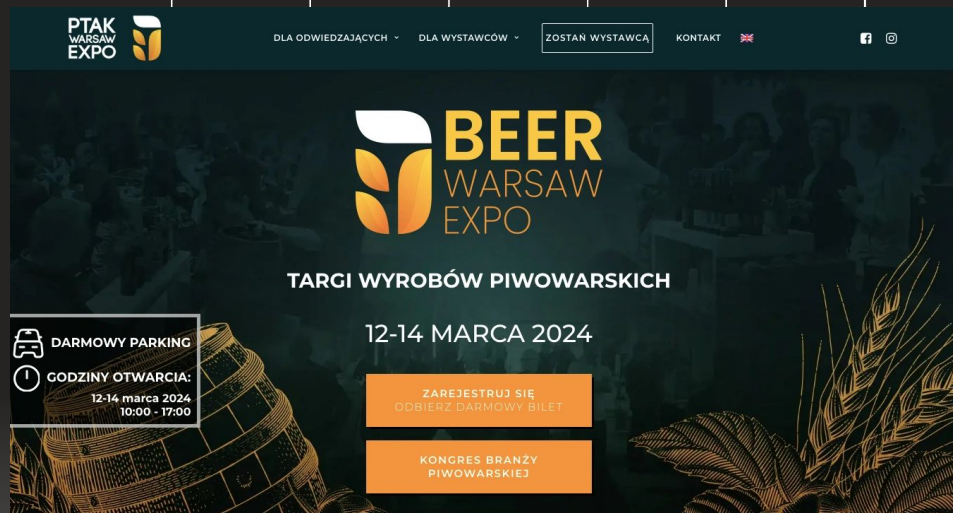 PTAK
WARSAW
EXPO
DLA ODWIEDZAJĄCYCH
DLA WYSTAWCÓW
ZOSTAŃ WYSTAWCĄ
KONTAKT
BEER
WARSAW
EXPO
TARGI WYROBÓW PIWOWARSKICH
12-14 MARCA 2024
DARMOWY PARKING
GODZINY OTWARCIA:
12-14 marca 2024
10:00 - 17:00
ZAREJESTRUJ SIĘ
ODBIERZ DARMOWY BILET
KONGRES BRANŻY
PIWOWARSKIEJ